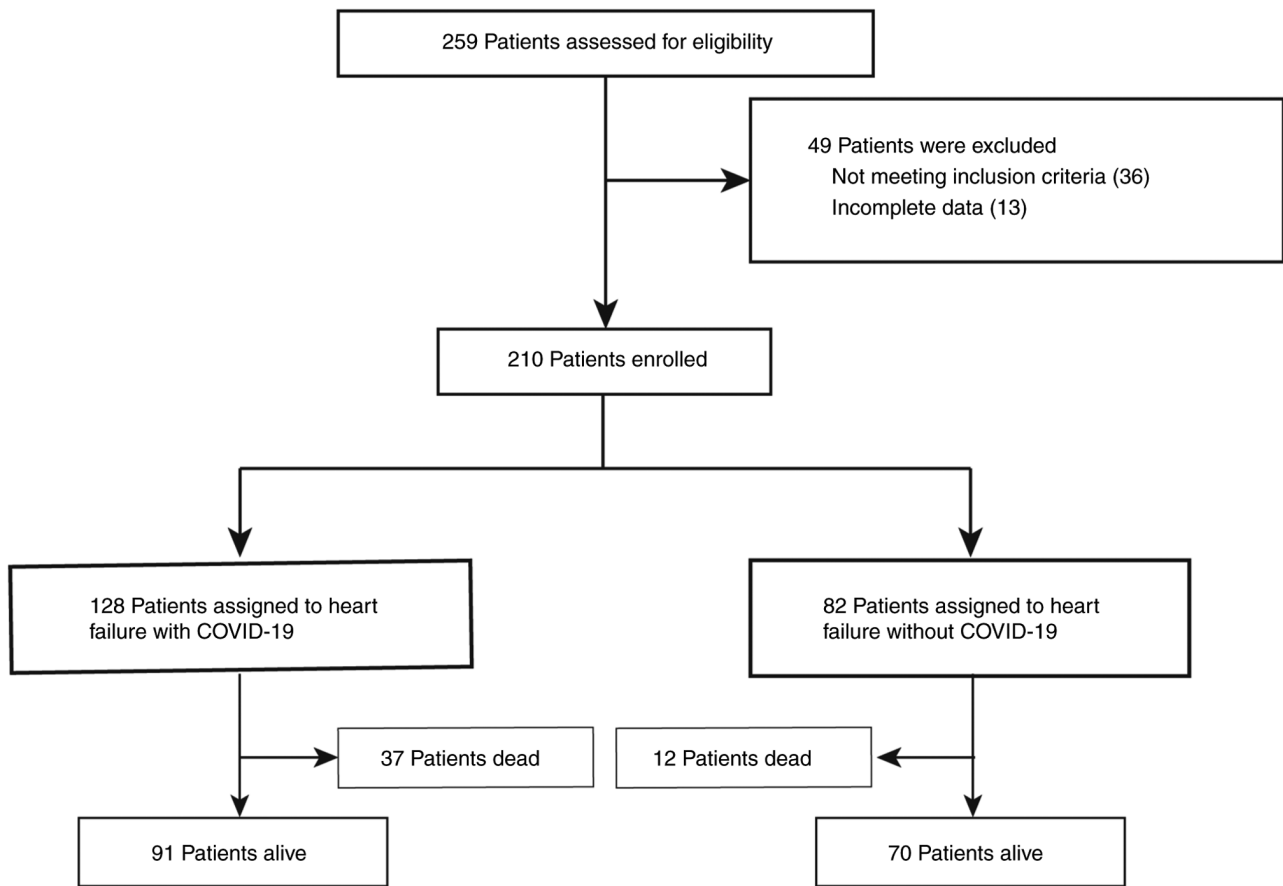 259 Patients assessed for eligibility
49 Patients were excluded
Not meeting inclusion criteria (36)
Incomplete data (13)
210 Patients enrolled
128 Patients assigned to heart
failure with COVID-19
82 Patients assigned to heart
failure without COVID-19
37 Patients dead
12 Patients dead
91 Patients alive
70 Patients alive